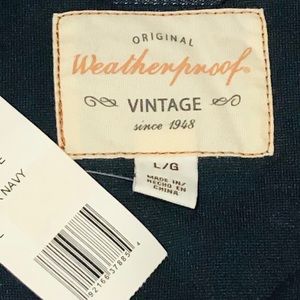 ORIGINAL
Weatherproof®
VINTAGE
since 1948
L/G
MADE IN/
HECHO EN
CHINA
NAVY